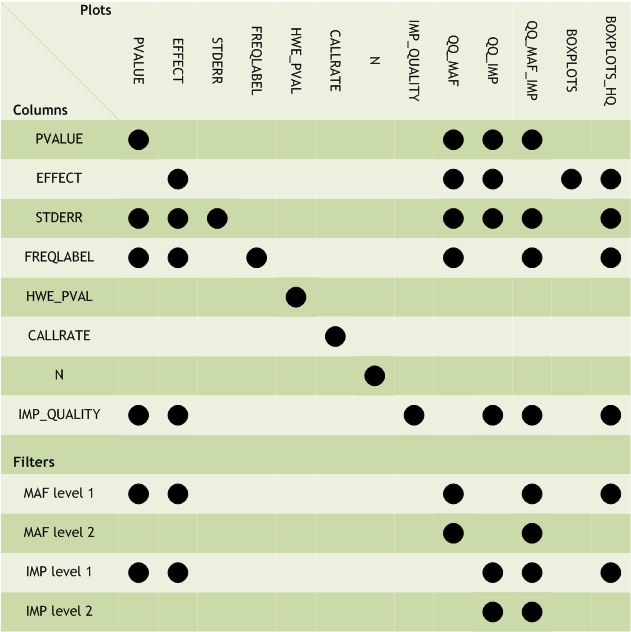 Plots
PVALUE
EFFECT
STDERR
FREQLABEL
HWE_PVAL
CALLRATE
N
IMP_QUALITY
QQ_MAF
QQ_IMP
QQ_MAF_IMP
BOXPLOTS
BOXPLOTS_HQ
Columns
PVALUE
EFFECT
STDERR
FREQLABEL
HWE_PVAL
CALLRATE
N
IMP_QUALITY
Filters
MAF level 1
MAF level 2
IMP level 1
IMP level 2